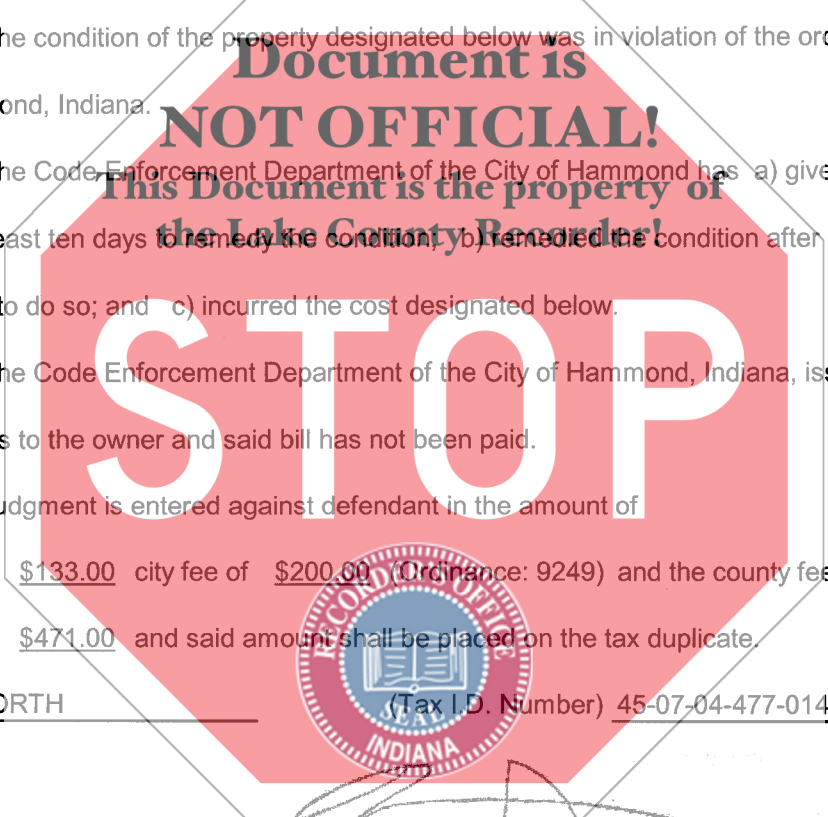 he condition of the property designated below was in violation of the ord
Document is
ond, Indiana.
NOT OFFICIAL!
he Code Enforcement Department of the City of Hammond has a) give
This Document is the property of
the Lake County Recorder!
east ten days to remedy the condition; b) remedied the condition after
to do so; and c) incurred the cost designated below.
STOP
he Code Enforcement Department of the City of Hammond, Indiana, iss
s to the owner and said bill has not been paid.
udgment is entered against defendant in the amount of
$133.00 city fee of $200.00 (Ordinance: 9249) and the county fee
$471.00 and said amount shall be placed on the tax duplicate.
RECORDER'S OFFICE
SEAL
INDIANA
ORTH (Tax I.D. Number) 45-07-04-477-014